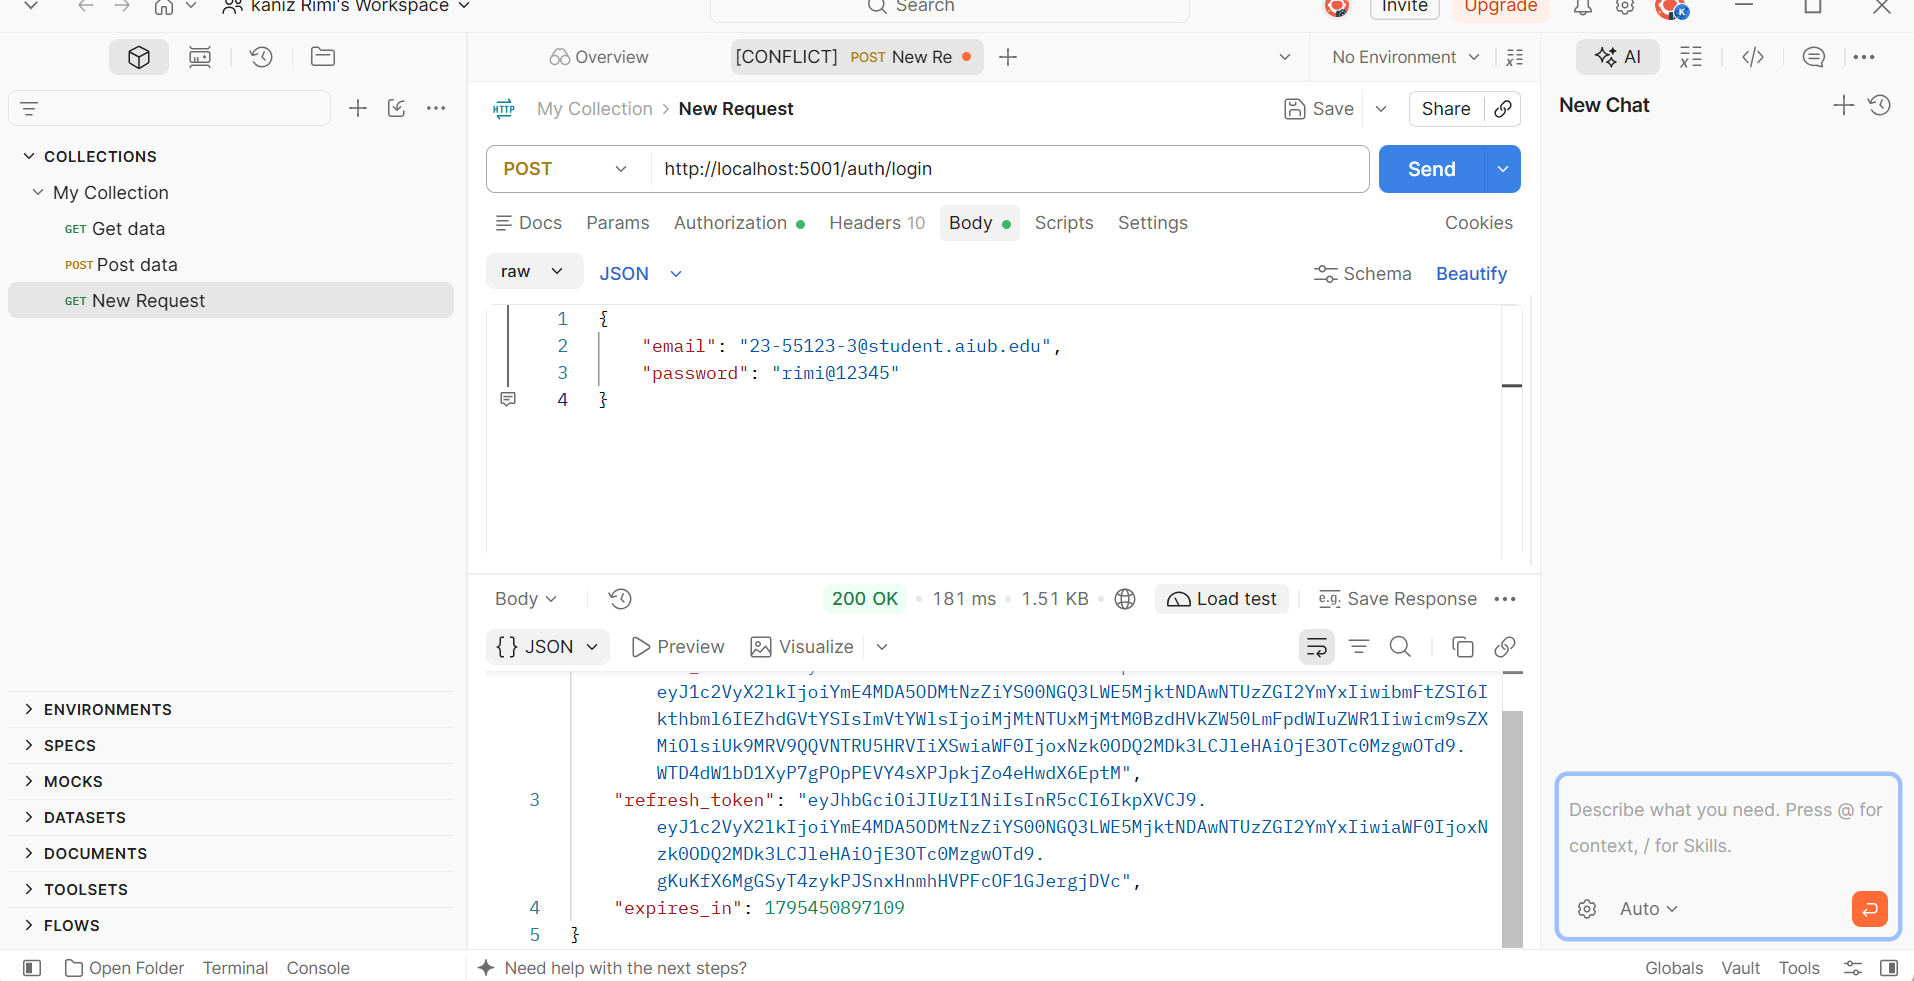 kaniz Rimi's Workspace
Search
Invite
Upgrade
K
Overview
[CONFLICT] POST New Re
No Environment
AI
My Collection > New Request
Save
Share
New Chat
COLLECTIONS
My Collection
GET Get data
POST Post data
GET New Request
HTTP
POST
http://localhost:5001/auth/login
Send
Docs
Params
Authorization
Headers 10
Body
Scripts
Settings
Cookies
raw
JSON
Schema
Beautify
1 {
2 "email": "23-55123-3@student.aiub.edu",
3 "password": "rimi@12345"
4 }
Body
200 OK
181 ms
1.51 KB
Load test
e.g. Save Response
{} JSON
Preview
Visualize
eyJ1c2VyX2lkIjoiYmE4MDA5ODMtNzZiYS00NGQ3LWE5MjktNDAwNTUzZGI2YmYxIiwibmFtZSI6I
kthbml6IEZhdGVtYSIsImVtYWlsIjoiMjMtNTUxMjMtM0BzdHVkZW50LmFpdWIuZWR1Iiwicm9sZX
MiOlsiUk9MRV9QQVNTRU5HRVIiXSwiaWF0IjoxNzk0ODQ2MDk3LCJleHAiOjE3OTc0MzgwOTd9.
WTD4dW1bD1XyP7gPOpPEVY4sXPJpkjZo4eHwdX6EptM",
3 "refresh_token": "eyJhbGciOiJIUzI1NiIsInR5cCI6IkpXVCJ9.
eyJ1c2VyX2lkIjoiYmE4MDA5ODMtNzZiYS00NGQ3LWE5MjktNDAwNTUzZGI2YmYxIiwiaWF0IjoxN
zk0ODQ2MDk3LCJleHAiOjE3OTc0MzgwOTd9.
gKuKfX6MgGSyT4zykPJSnxHnmhHVPFcOF1GJergjDVc",
4 "expires_in": 1795450897109
5 }
ENVIRONMENTS
SPECS
MOCKS
DATASETS
DOCUMENTS
TOOLSETS
FLOWS
Describe what you need. Press @ for
context, / for Skills.
Auto
Open Folder
Terminal
Console
Need help with the next steps?
Globals
Vault
Tools